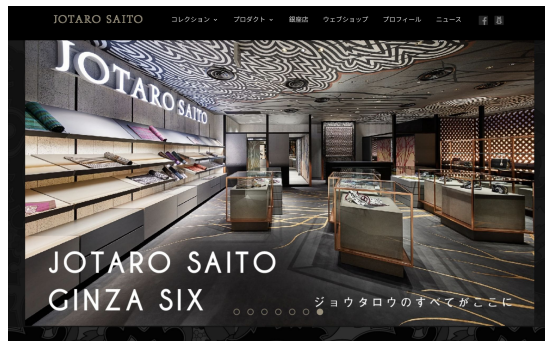 JOTARO SAITO
コレクション
プロダクト
銀座店
ウェブショップ
プロフィール
ニュース
JOTARO SAITO
JOTARO SAITO
GINZA SIX
ジョウタロウのすべてがここに